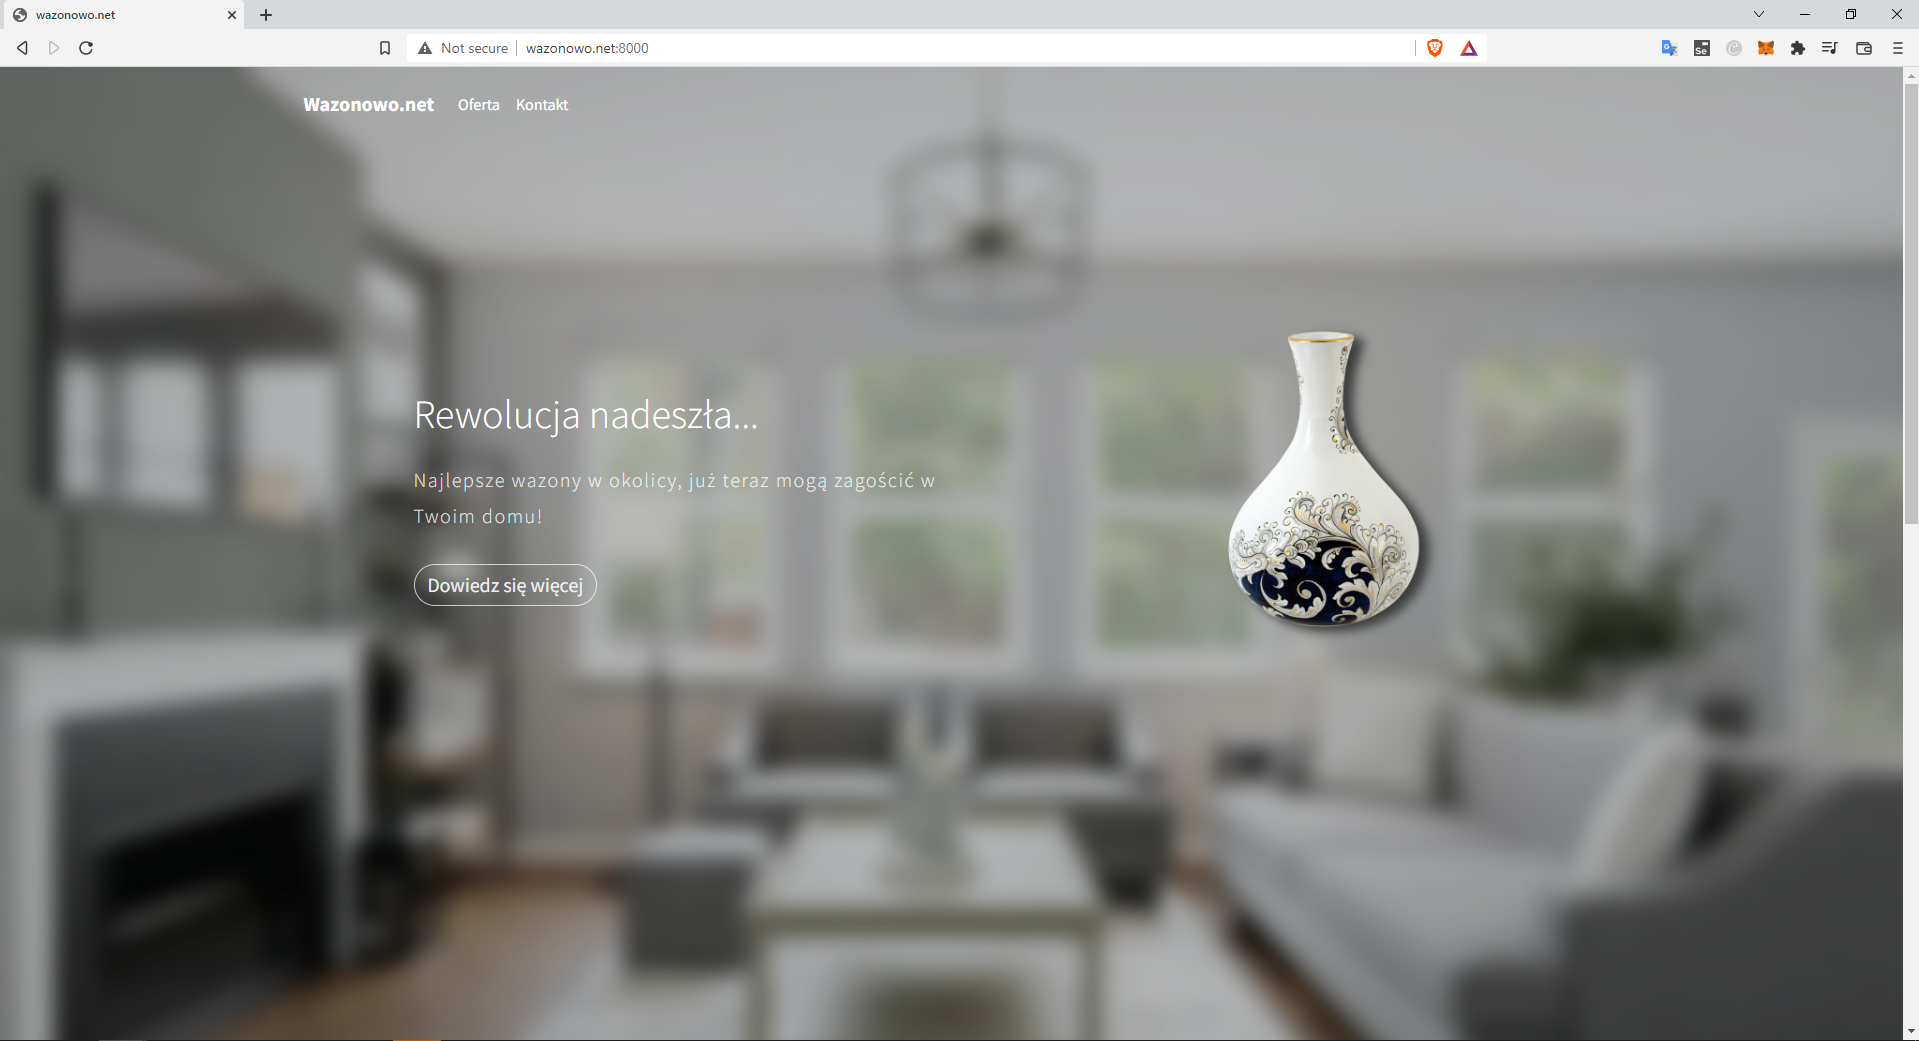 wazonowo.net
Not secure
wazonowo.net:8000
Se
Wazonowo.net Oferta Kontakt
Rewolucja nadeszła...
Najlepsze wazony w okolicy, już teraz mogą zagościć w
Twoim domu!
Dowiedz się więcej